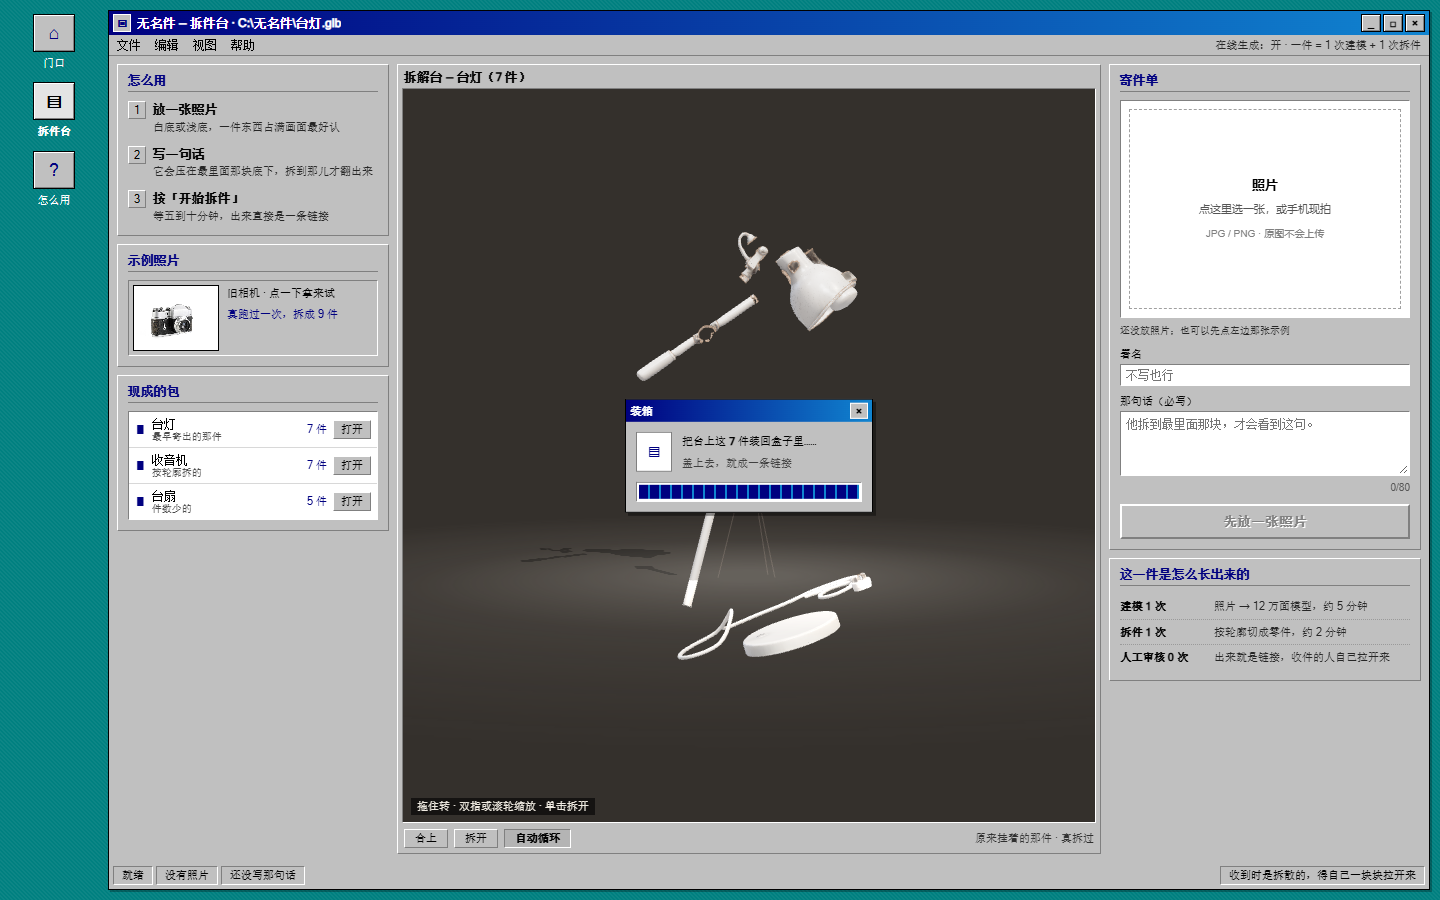 门口
拆件台
?
怎么用
无名件 – 拆件台 · C:\无名件\台灯.glb
文件 编辑 视图 帮助
在线生成：开 · 一件 = 1 次建模 + 1 次拆件
怎么用
1 放一张照片
白底或浅底，一件东西占满画面最好认
2 写一句话
它会压在最里面那块底下，拆到那儿才翻出来
3 按「开始拆件」
等五到十分钟，出来直接是一条链接
示例照片
旧相机 · 点一下拿来试
真跑过一次，拆成 9 件
现成的包
台灯 7 件 打开
最早寄出的那件
收音机 7 件 打开
按轮廓拆的
台扇 5 件 打开
件数少的
拆解台 – 台灯（7 件）
装箱
把台上这 7 件装回盒子里……
盖上去，就成一条链接
拖住转 · 双指或滚轮缩放 · 单击拆开
合上 拆开 自动循环
原来挂着的那件 · 真拆过
寄件单
照片
点这里选一张，或手机现拍
JPG / PNG · 原图不会上传
还没放照片；也可以先点左边那张示例
署名
不写也行
那句话（必写）
他拆到最里面那块，才会看到这句。
0/80
先放一张照片
这一件是怎么长出来的
建模 1 次 照片 → 12 万面模型，约 5 分钟
拆件 1 次 按轮廓切成零件，约 2 分钟
人工审核 0 次 出来就是链接，收件的人自己拉开来
就绪 没有照片 还没写那句话
收到时是拆散的，得自己一块块拉开来